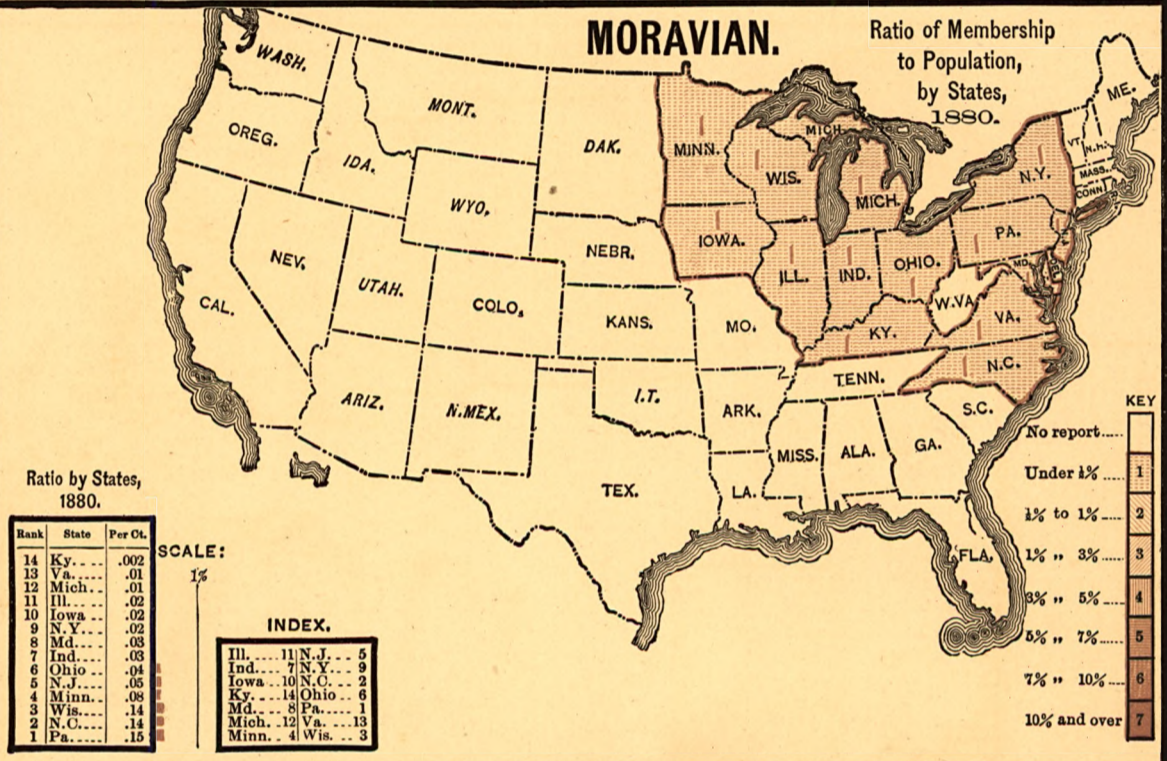 MORAVIAN.
Ratio of Membership
to Population,
by States,
1880.
WASH.
OREG.
CAL.
IDA.
NEV.
MONT.
WYO.
UTAH.
COLO.
ARIZ.
N.MEX.
DAK.
NEBR.
KANS.
I.T.
TEX.
MINN.
IOWA.
MO.
ARK.
LA.
WIS.
ILL.
MICH.
MICH.
IND.
OHIO.
KY.
TENN.
MISS.
ALA.
GA.
FLA.
S.C.
N.C.
VA.
W.VA.
MD.
DEL.
PA.
N.Y.
VT.
N.H.
MASS.
CONN.
ME.
KEY
No report
Under ½% 1
½% to 1% 2
1% „ 3% 3
3% „ 5% 4
5% „ 7% 5
7% „ 10% 6
10% and over 7
Ratio by States,
1880.
Rank State Per Ct.
14 Ky. .002
13 Va. .01
12 Mich. .01
11 Ill. .02
10 Iowa .02
9 N.Y. .02
8 Md. .03
7 Ind. .03
6 Ohio .04
5 N.J. .05
4 Minn. .08
3 Wis. .14
2 N.C. .14
1 Pa. .15
SCALE:
1%
INDEX.
Ill. 11 N.J. 5
Ind. 7 N.Y. 9
Iowa 10 N.C. 2
Ky. 14 Ohio 6
Md. 8 Pa. 1
Mich. 12 Va. 13
Minn. 4 Wis. 3